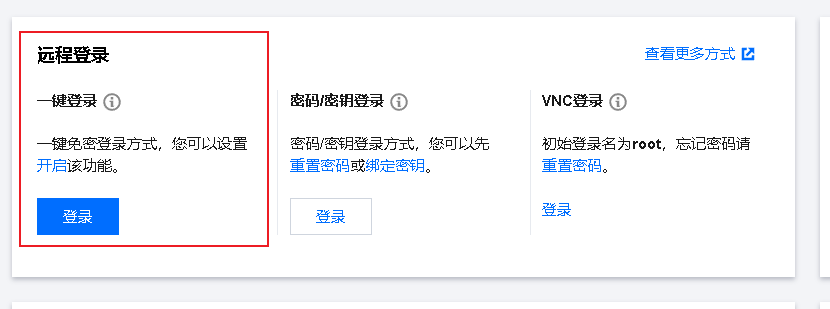 远程登录
查看更多方式
一键登录
一键免密登录方式，您可以设置
开启该功能。
登录
密码/密钥登录
密码/密钥登录方式，您可以先
重置密码或绑定密钥。
登录
VNC登录
初始登录名为root，忘记密码请
重置密码。
登录